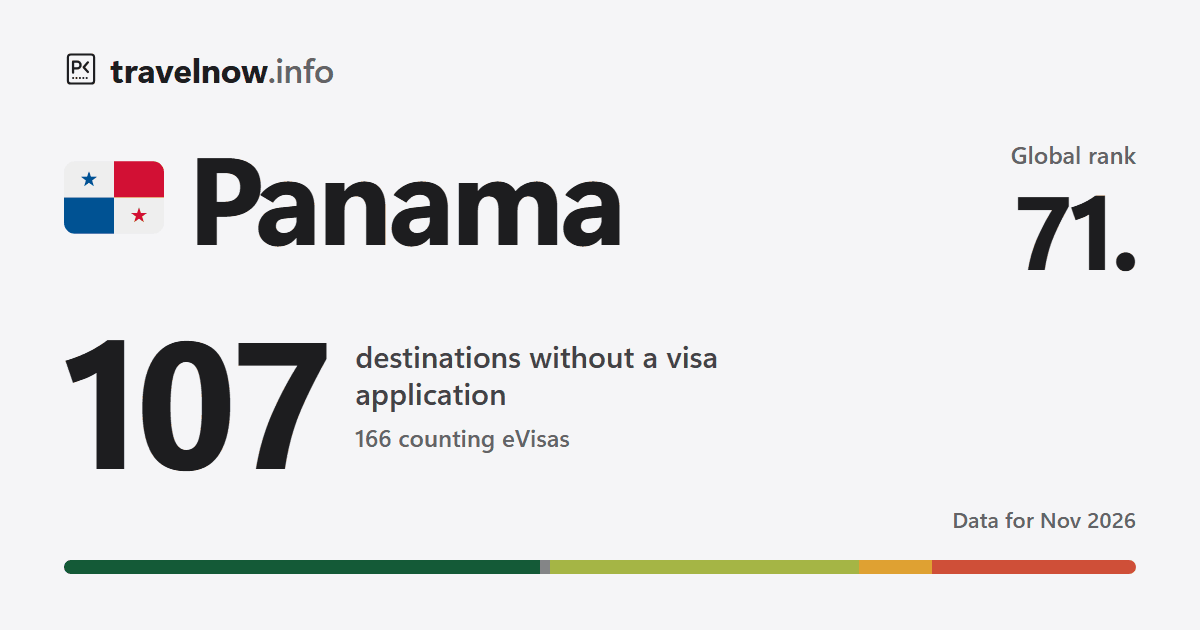 travelnow.info
Panama
Global rank
71.
107
destinations without a visa
application
166 counting eVisas
Data for Nov 2026